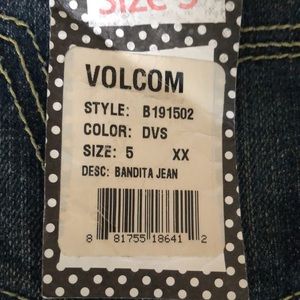 SIZE 5
VOLCOM
STYLE: B191502
COLOR: DVS
SIZE: 5 XX
DESC: BANDITA JEAN
8 81755 18641 2